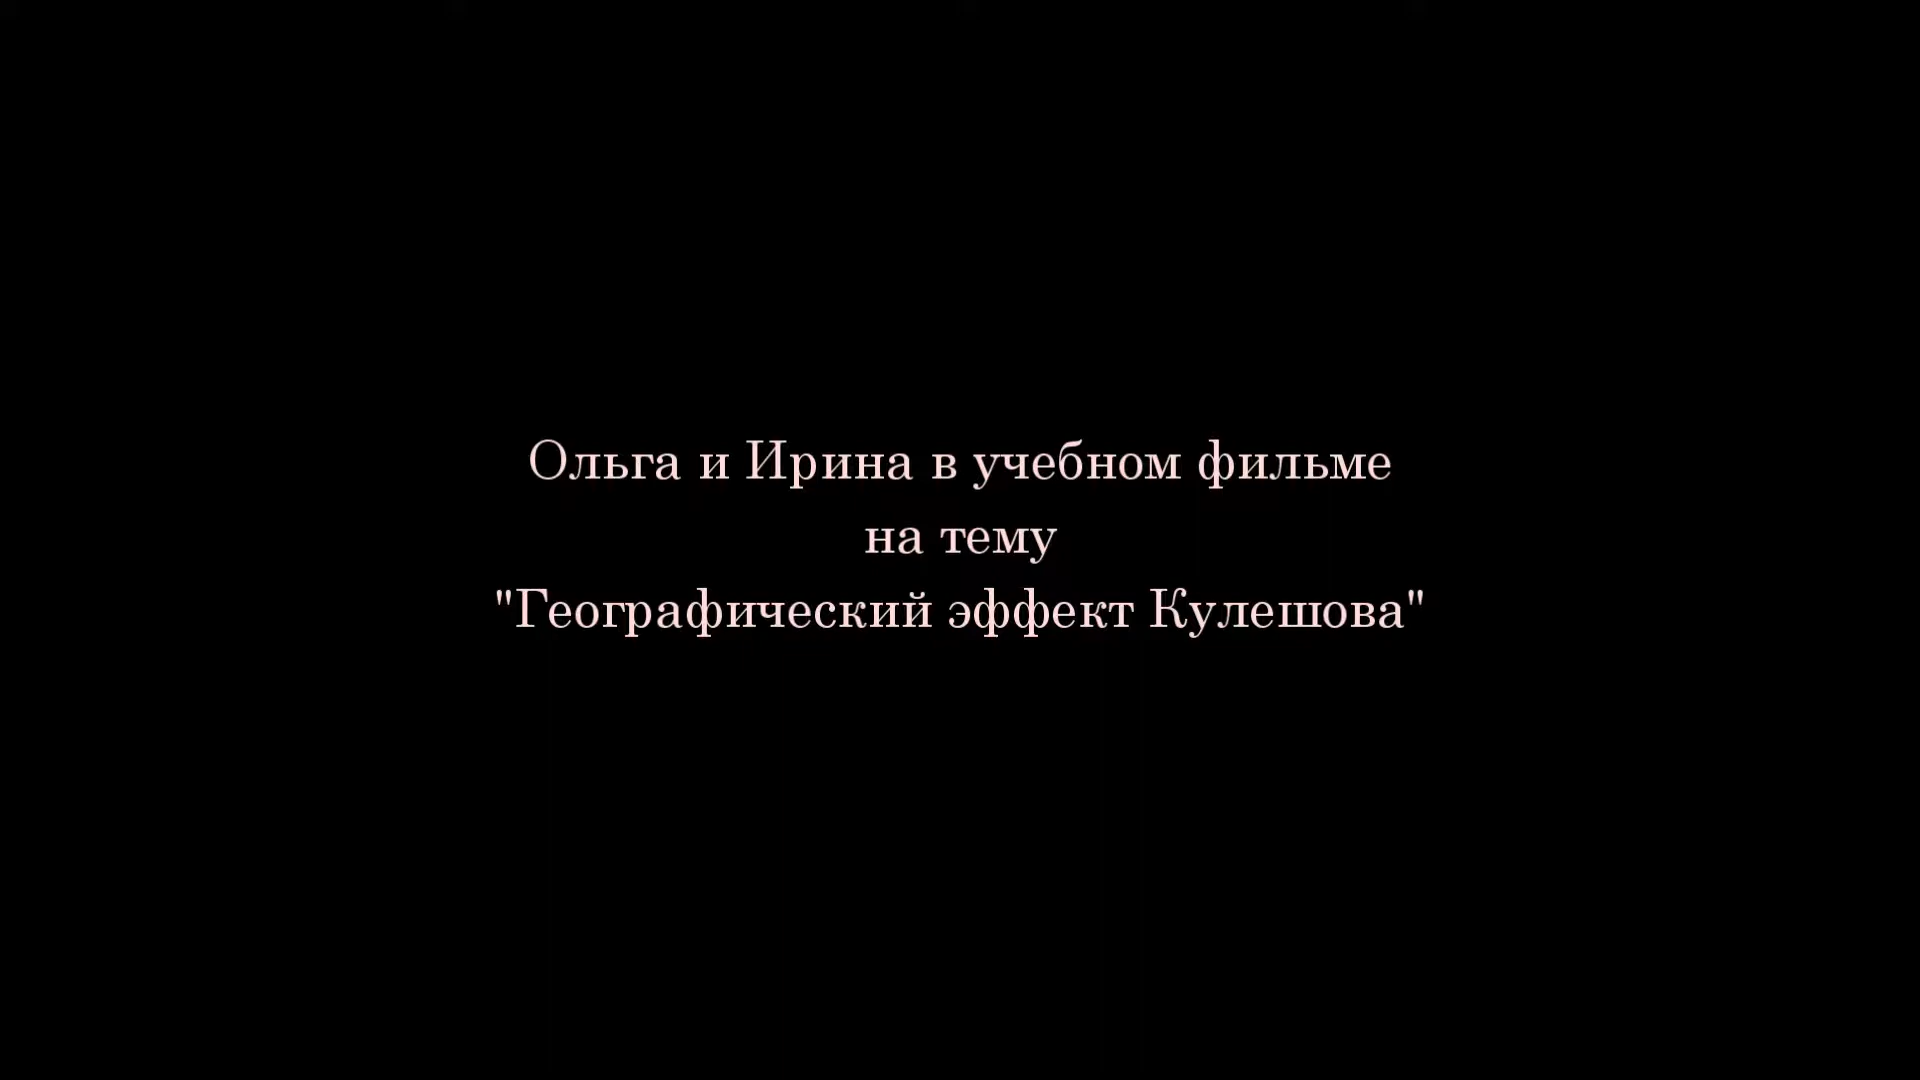 Ольга и Ирина в учебном фильме
на тему
"Географический эффект Кулешова"